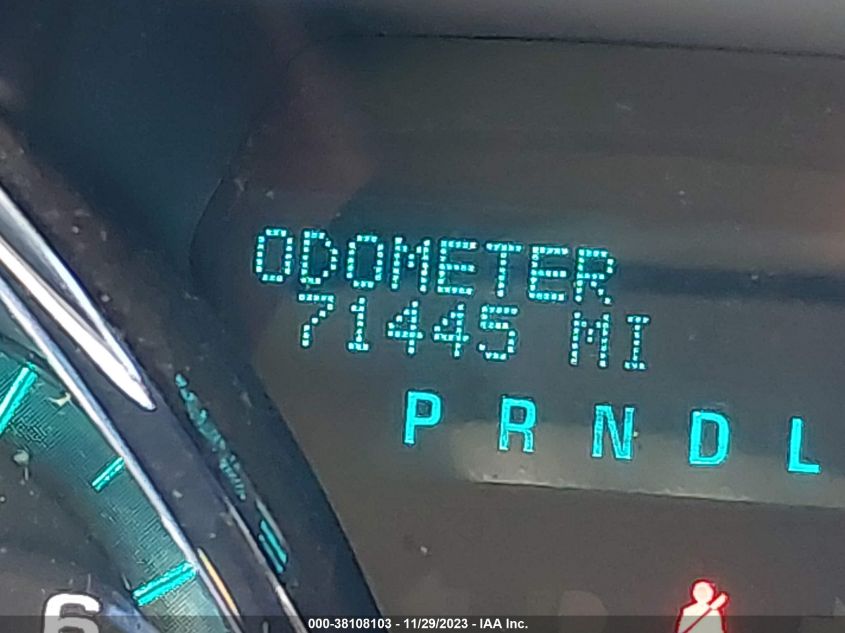 ODOMETER
71445 MI
P R N D L
6
000-38108103 - 11/29/2023 - IAA Inc.